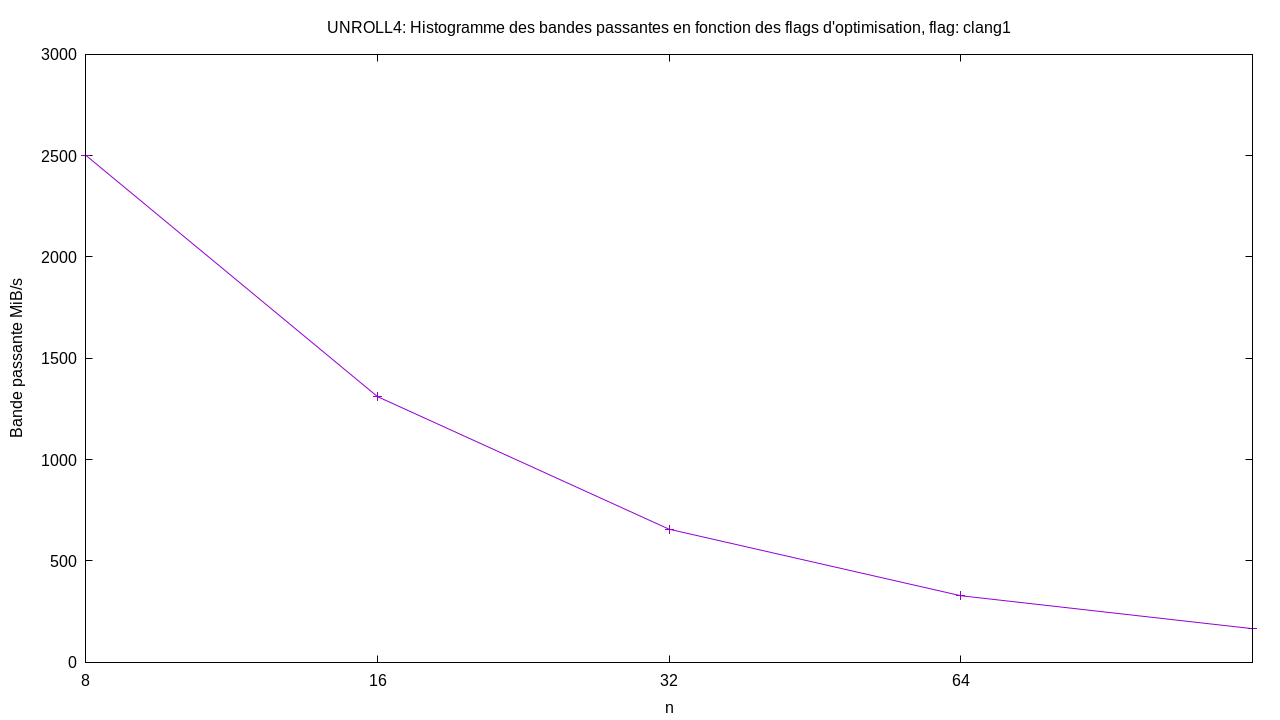 UNROLL4: Histogramme des bandes passantes en fonction des flags d'optimisation, flag: clang1
3000
2500
2000
1500
1000
500
0
Bande passante MiB/s
8 16 32 64
n